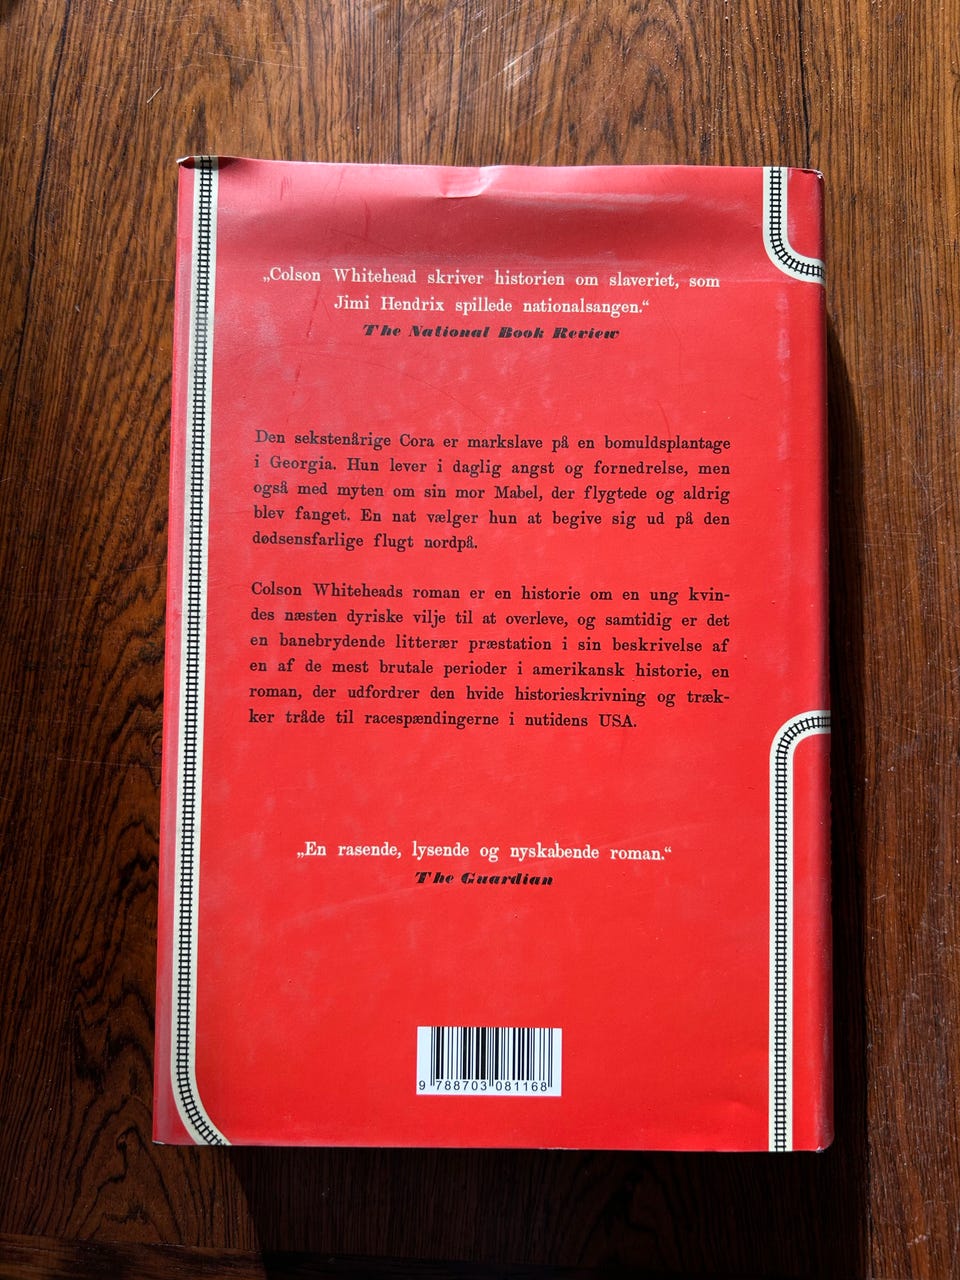 „Colson Whitehead skriver historien om slaveriet, som
Jimi Hendrix spillede nationalsangen.“
The National Book Review
Den sekstenårige Cora er markslave på en bomuldsplantage
i Georgia. Hun lever i daglig angst og fornedrelse, men
også med myten om sin mor Mabel, der flygtede og aldrig
blev fanget. En nat vælger hun at begive sig ud på den
dødsensfarlige flugt nordpå.
Colson Whiteheads roman er en historie om en ung kvin-
des næsten dyriske vilje til at overleve, og samtidig er det
en banebrydende litterær præstation i sin beskrivelse af
en af de mest brutale perioder i amerikansk historie, en
roman, der udfordrer den hvide historieskrivning og træk-
ker tråde til racespændingerne i nutidens USA.
„En rasende, lysende og nyskabende roman.“
The Guardian
9 788703 081168